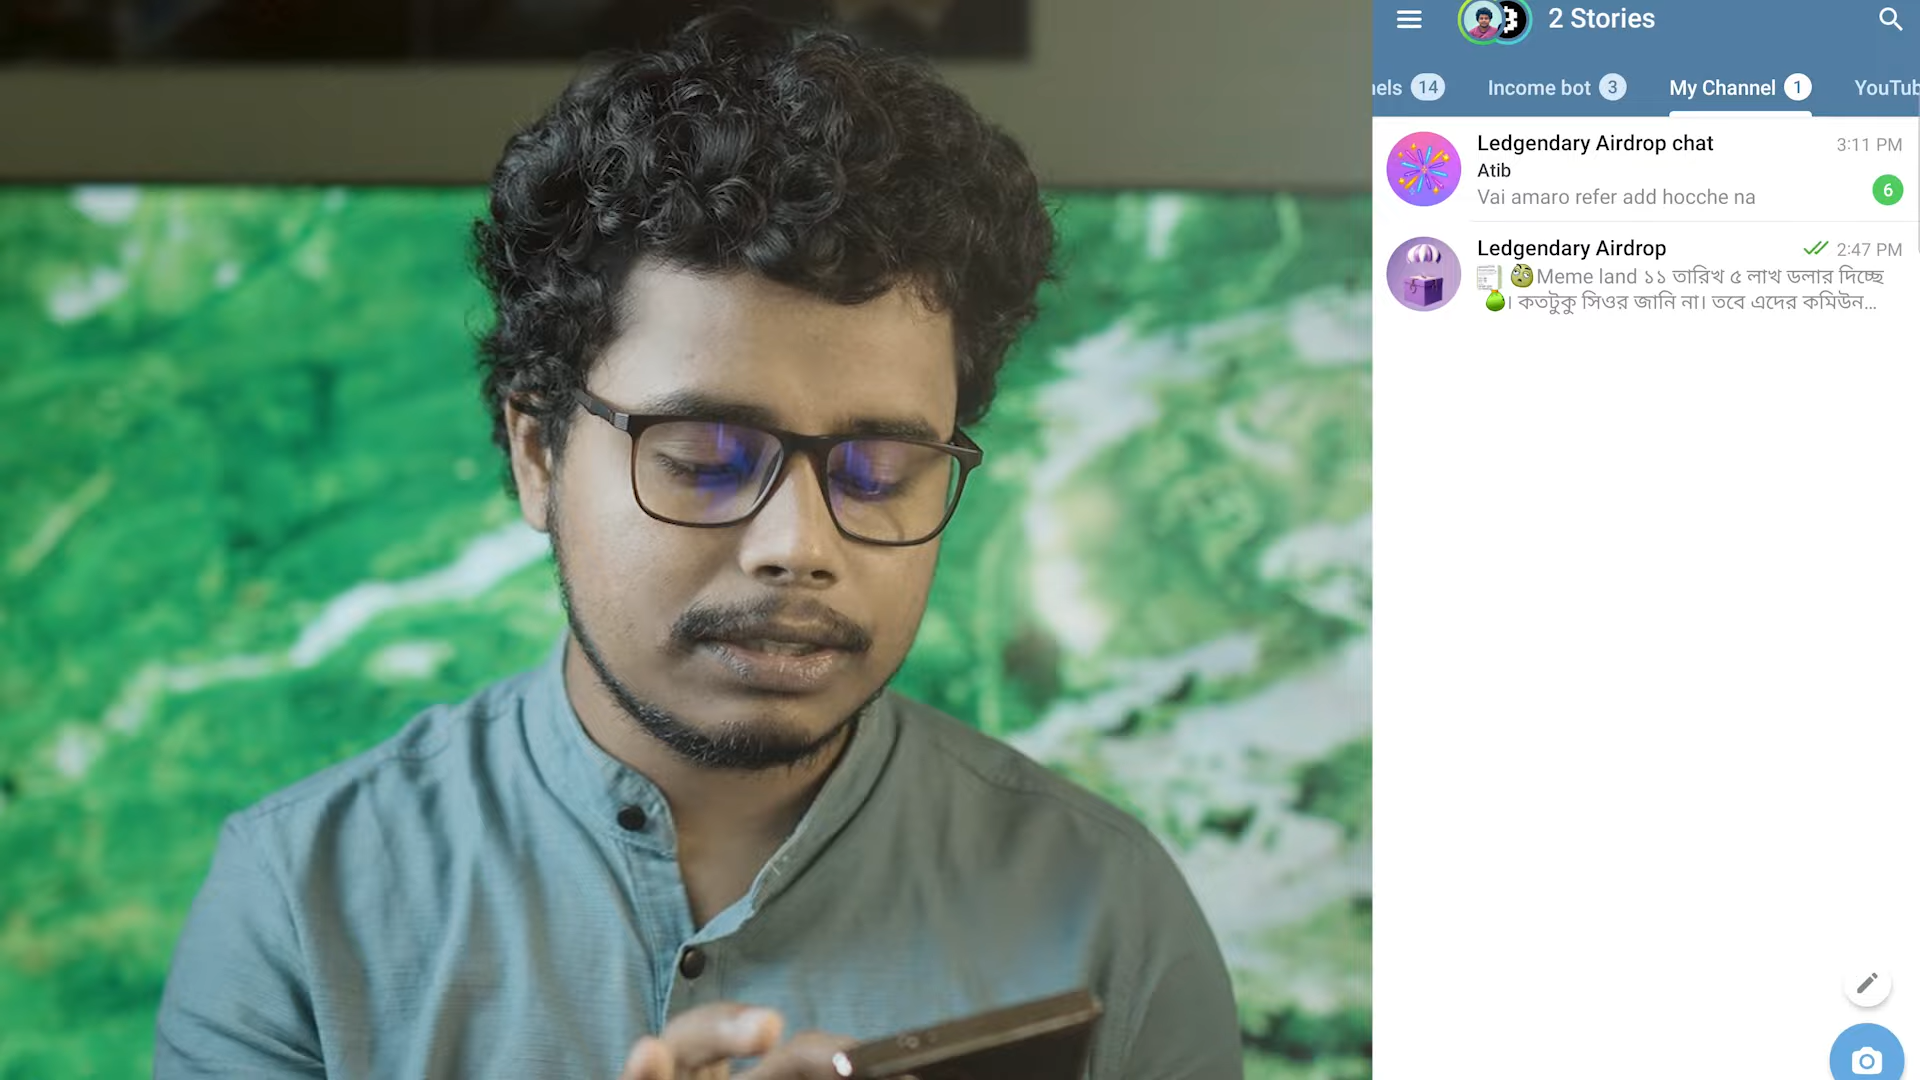 2 Stories
nels 14 Income bot 3 My Channel 1 YouTub
Ledgendary Airdrop chat 3:11 PM
Atib
Vai amaro refer add hocche na 6
Ledgendary Airdrop 2:47 PM
Meme land ১১ তারিখ ৫ লাখ ডলার দিচ্ছে
। কতটুকু সিওর জানি না। তবে এদের কমিউন...